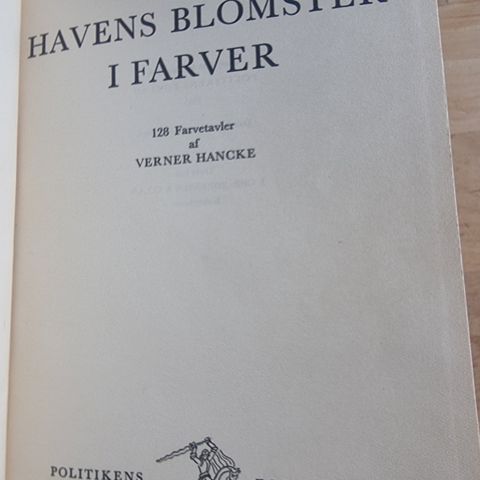 HAVENS BLOMSTER
I FARVER
128 Farvetavler
af
VERNER HANCKE
POLITIKENS